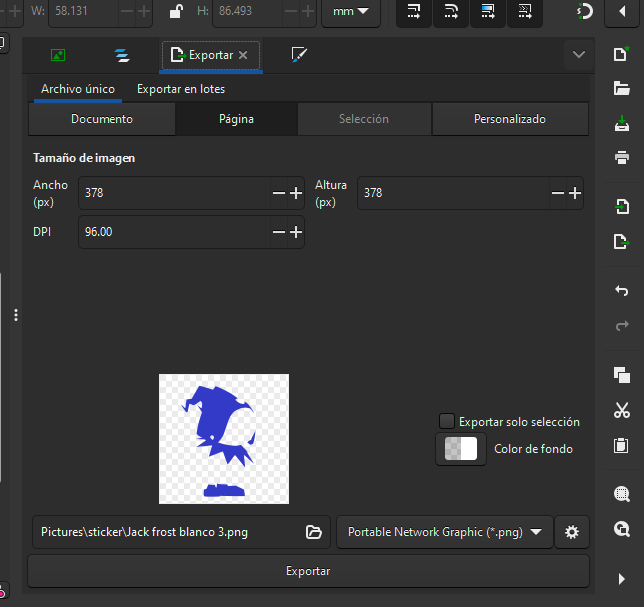 W: 58.131 H: 86.493 mm
Exportar
Archivo único Exportar en lotes
Documento Página Selección Personalizado
Tamaño de imagen
Ancho (px) 378 Altura (px) 378
DPI 96.00
Exportar solo selección
Color de fondo
Pictures\sticker\Jack frost blanco 3.png Portable Network Graphic (*.png)
Exportar